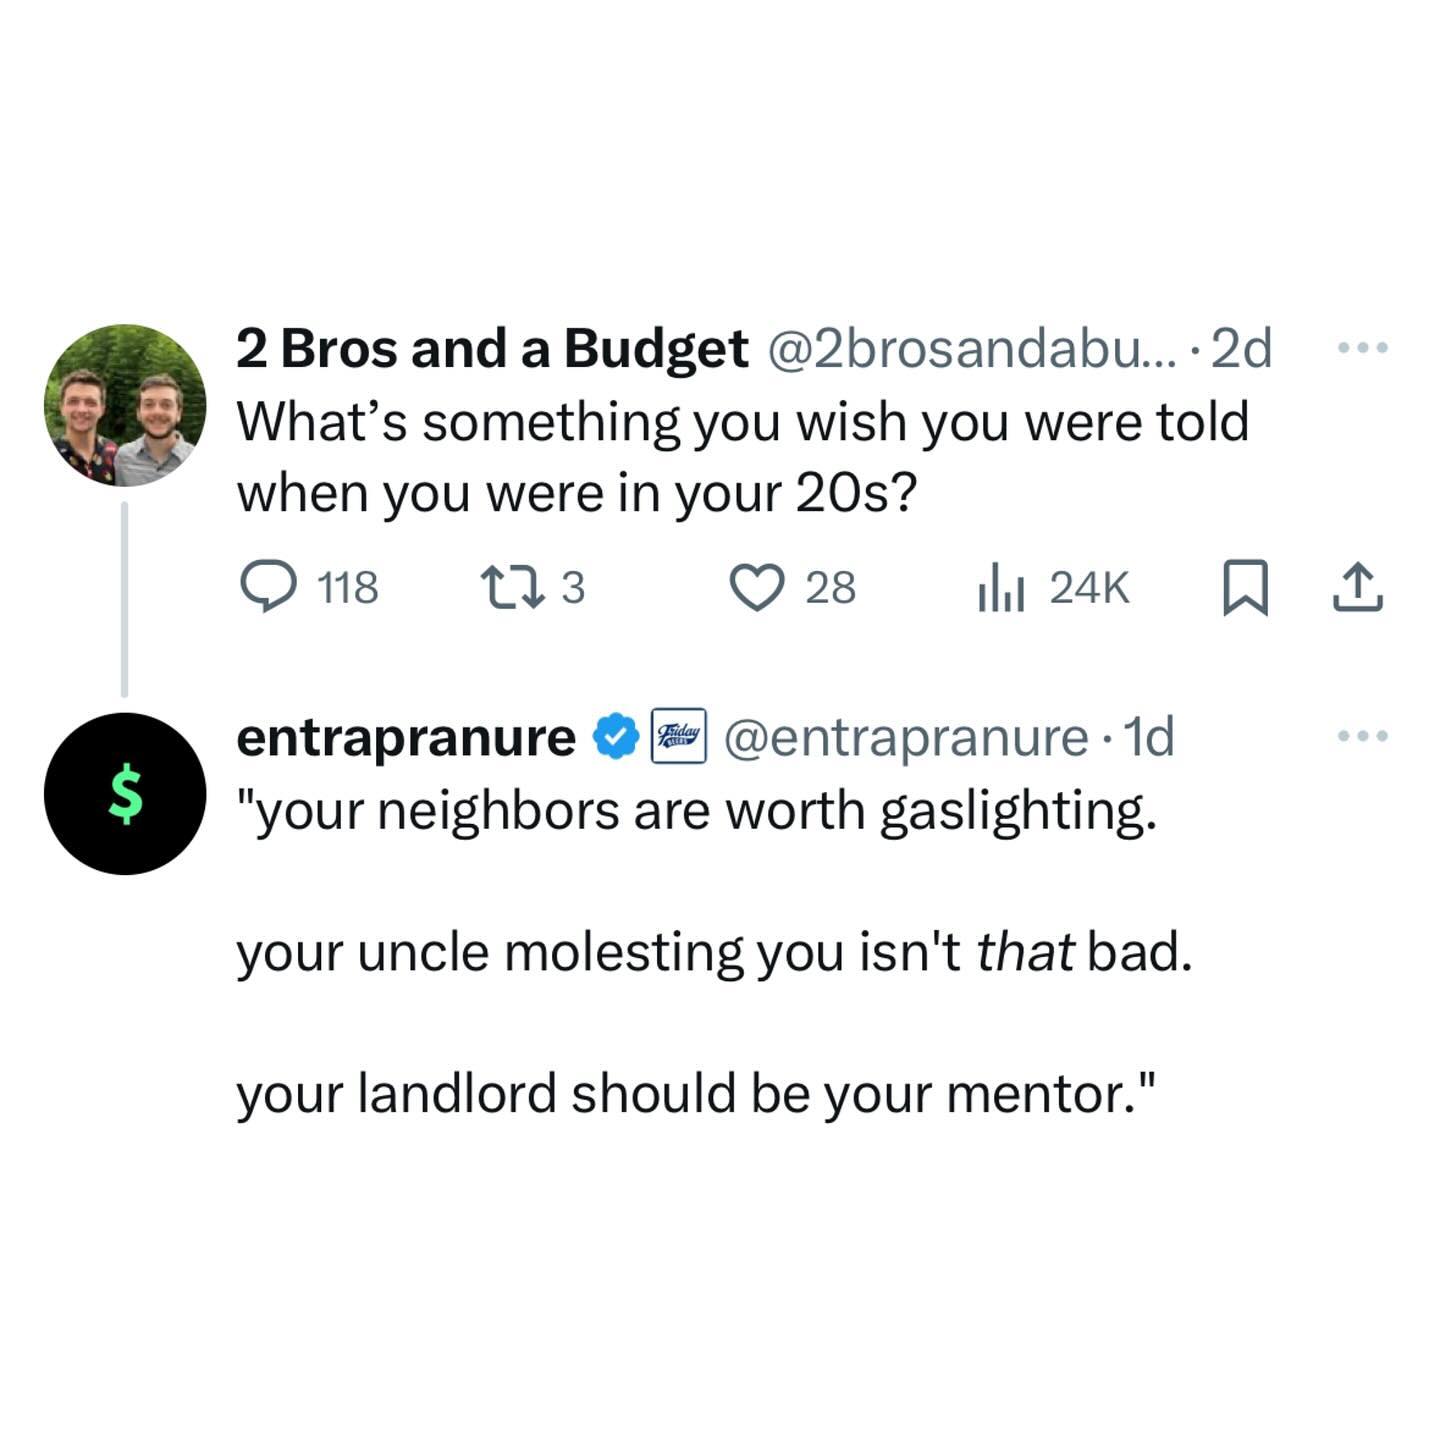 2 Bros and a Budget @2brosandabu... · 2d
What’s something you wish you were told
when you were in your 20s?
118 3 28 24K
entrapranure Friday @entrapranure · 1d
"your neighbors are worth gaslighting.
your uncle molesting you isn't that bad.
your landlord should be your mentor."
$